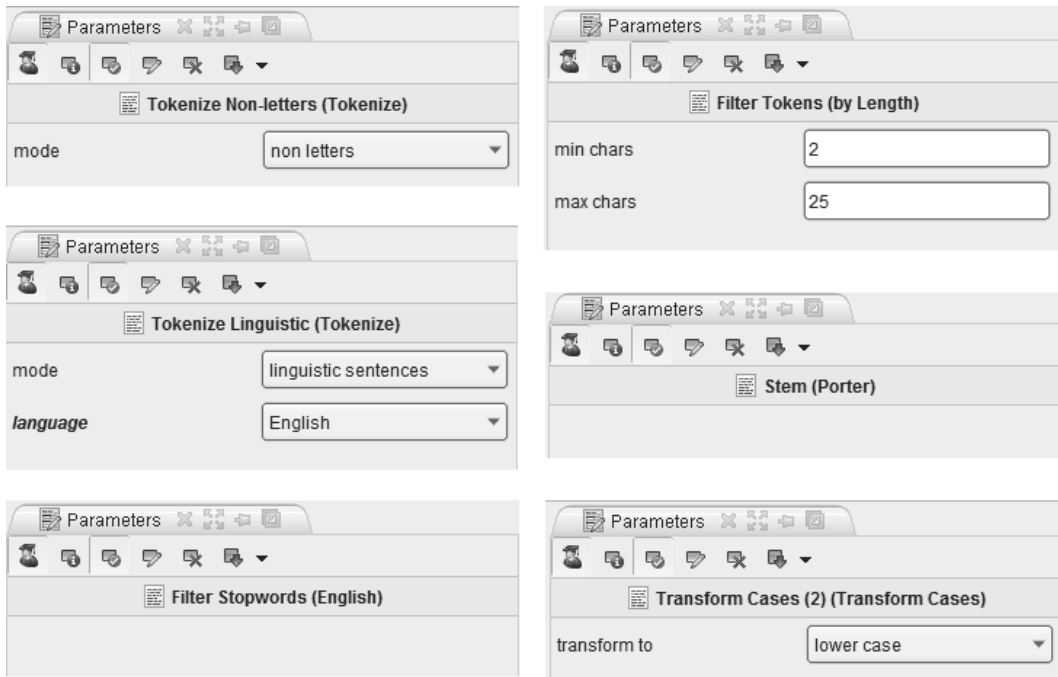 Parameters
Tokenize Non-letters (Tokenize)
mode non letters
Parameters
Tokenize Linguistic (Tokenize)
mode linguistic sentences
language English
Parameters
Filter Stopwords (English)
Parameters
Filter Tokens (by Length)
min chars 2
max chars 25
Parameters
Stem (Porter)
Parameters
Transform Cases (2) (Transform Cases)
transform to lower case